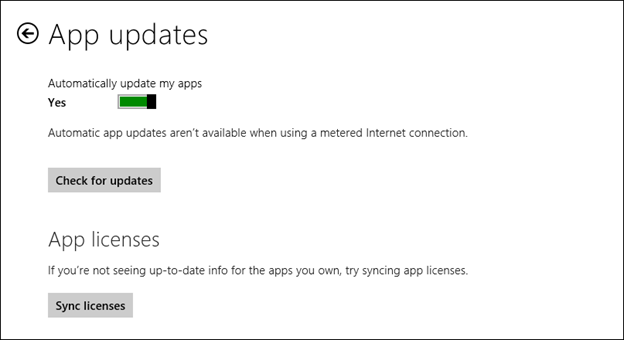 App updates
Automatically update my apps
Yes
Automatic app updates aren't available when using a metered Internet connection.
Check for updates
App licenses
If you're not seeing up-to-date info for the apps you own, try syncing app licenses.
Sync licenses